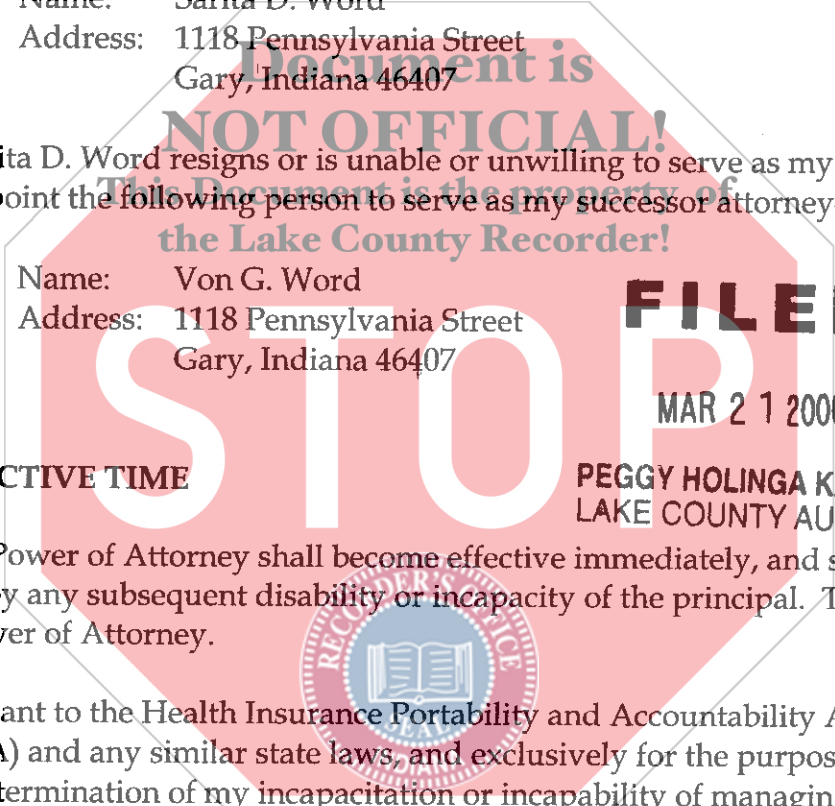 Name: Sarita D. Word
Address: 1118 Pennsylvania Street
Gary, Indiana 46407
Document is
NOT OFFICIAL!
This Document is the property of
the Lake County Recorder!
ita D. Word resigns or is unable or unwilling to serve as my
oint the following person to serve as my successor attorney
Name: Von G. Word
Address: 1118 Pennsylvania Street
Gary, Indiana 46407
FILE
MAR 2 1 200
STOP
CTIVE TIME
PEGGY HOLINGA K
LAKE COUNTY AU
Power of Attorney shall become effective immediately, and s
y any subsequent disability or incapacity of the principal. T
er of Attorney.
RECORDER'S OFFICE
SEAL
INDIANA
ant to the Health Insurance Portability and Accountability A
A) and any similar state laws, and exclusively for the purpos
termination of my incapacitation or incapability of managin